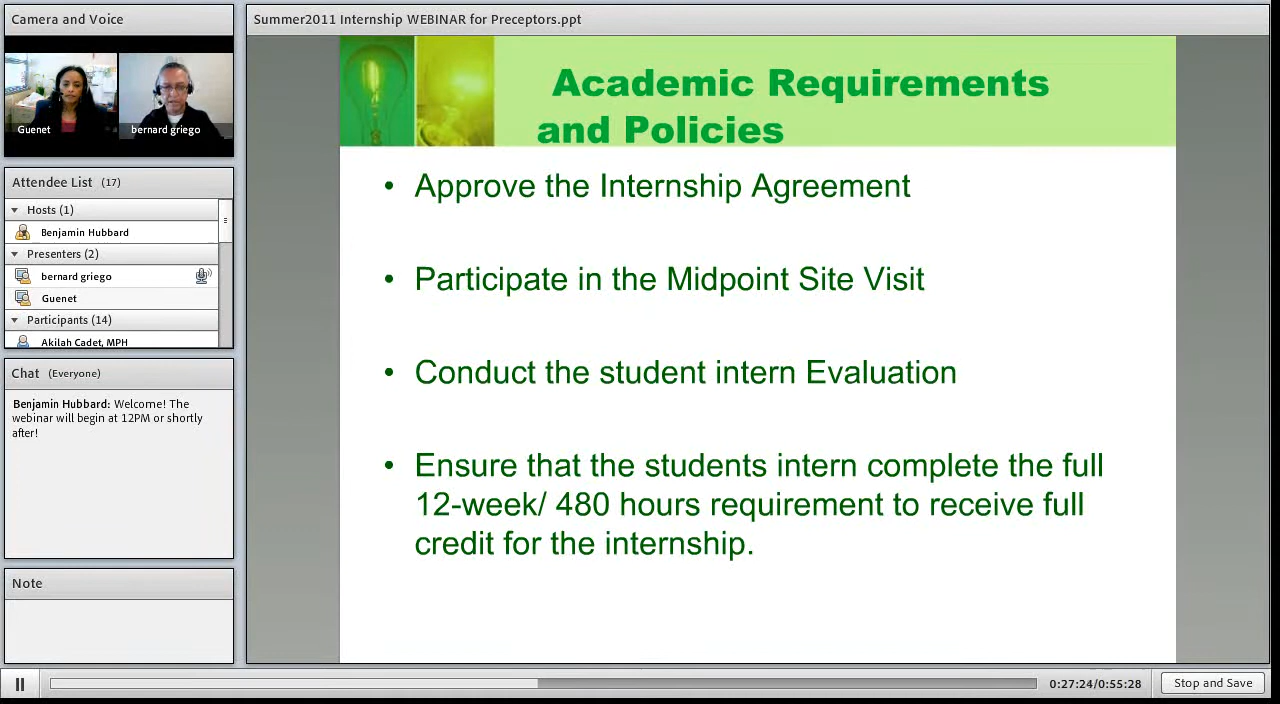 Camera and Voice
Guenet
bernard griego
Attendee List (17)
Hosts (1)
Benjamin Hubbard
Presenters (2)
bernard griego
Guenet
Participants (14)
Akilah Cadet, MPH
Chat (Everyone)
Benjamin Hubbard: Welcome! The
webinar will begin at 12PM or shortly
after!
Note
Summer2011 Internship WEBINAR for Preceptors.ppt
Academic Requirements
and Policies
• Approve the Internship Agreement
• Participate in the Midpoint Site Visit
• Conduct the student intern Evaluation
• Ensure that the students intern complete the full
12-week/ 480 hours requirement to receive full
credit for the internship.
0:27:24/0:55:28
Stop and Save